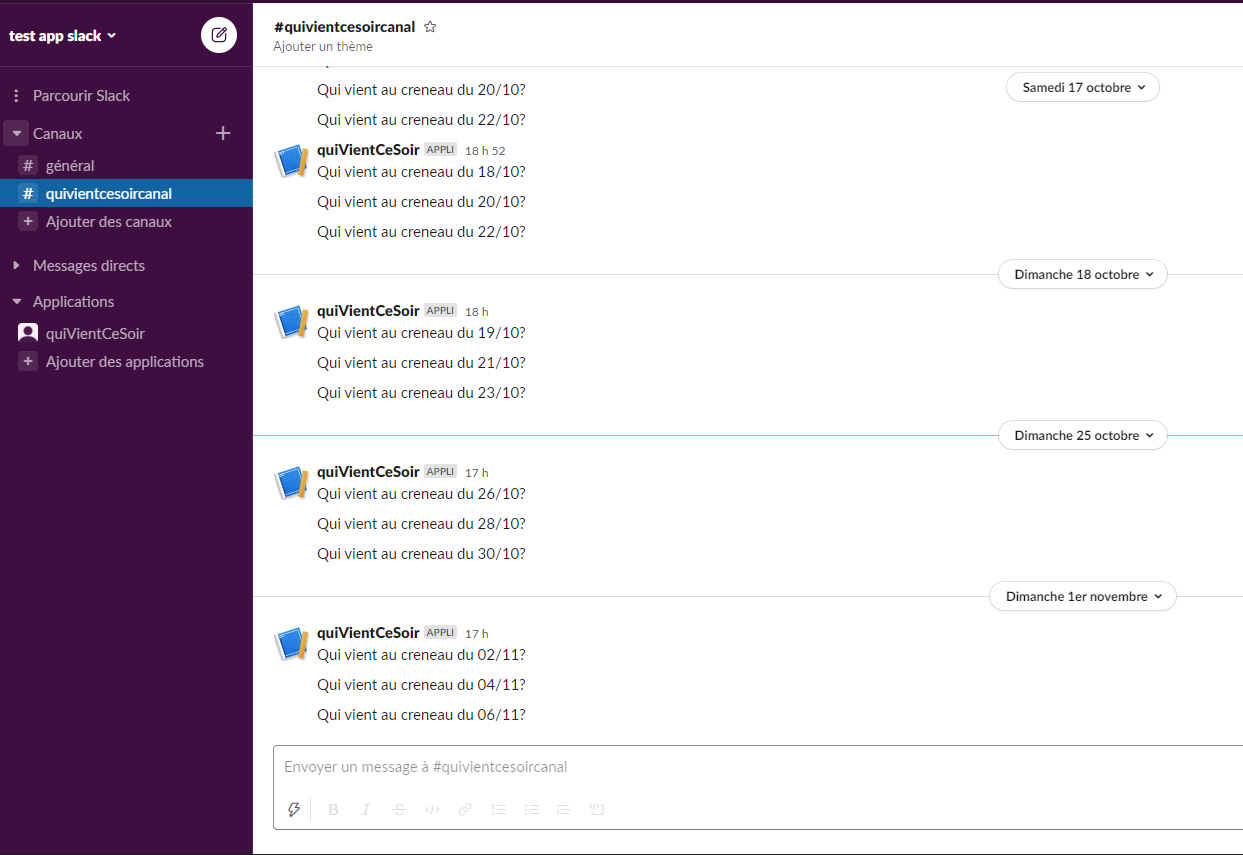 test app slack
Parcourir Slack
Canaux
# général
# quivientcesoircanal
+ Ajouter des canaux
Messages directs
Applications
quiVientCeSoir
+ Ajouter des applications
#quivientcesoircanal
Ajouter un thème
Samedi 17 octobre
Qui vient au creneau du 20/10?
Qui vient au creneau du 22/10?
quiVientCeSoir APPLI 18 h 52
Qui vient au creneau du 18/10?
Qui vient au creneau du 20/10?
Qui vient au creneau du 22/10?
Dimanche 18 octobre
quiVientCeSoir APPLI 18 h
Qui vient au creneau du 19/10?
Qui vient au creneau du 21/10?
Qui vient au creneau du 23/10?
Dimanche 25 octobre
quiVientCeSoir APPLI 17 h
Qui vient au creneau du 26/10?
Qui vient au creneau du 28/10?
Qui vient au creneau du 30/10?
Dimanche 1er novembre
quiVientCeSoir APPLI 17 h
Qui vient au creneau du 02/11?
Qui vient au creneau du 04/11?
Qui vient au creneau du 06/11?
Envoyer un message à #quivientcesoircanal